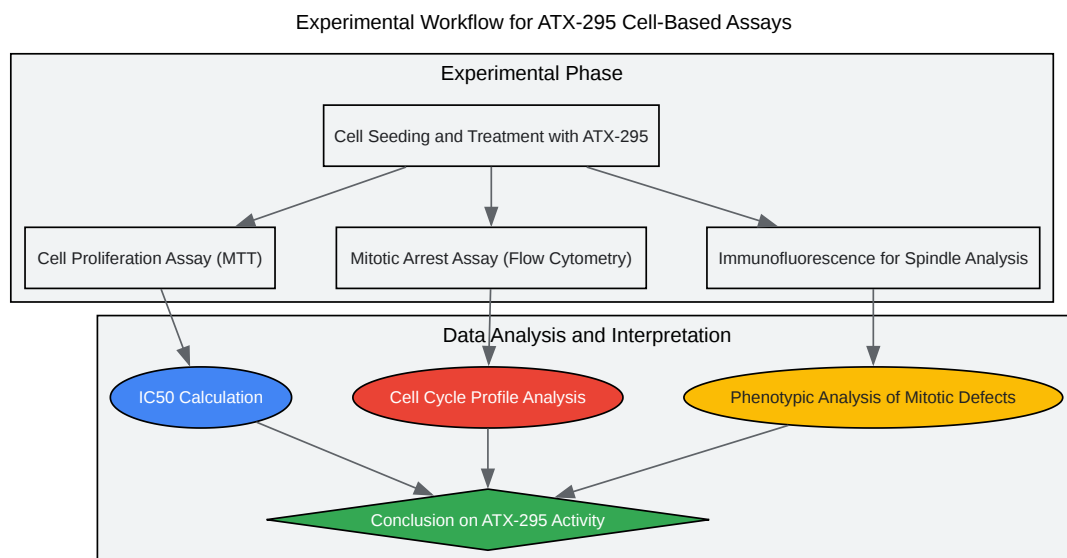 Experimental Workflow for ATX-295 Cell-Based Assays
Experimental Phase
Cell Seeding and Treatment with ATX-295
Cell Proliferation Assay (MTT)
Mitotic Arrest Assay (Flow Cytometry)
Immunofluorescence for Spindle Analysis
Data Analysis and Interpretation
IC50 Calculation
Cell Cycle Profile Analysis
Phenotypic Analysis of Mitotic Defects
Conclusion on ATX-295 Activity